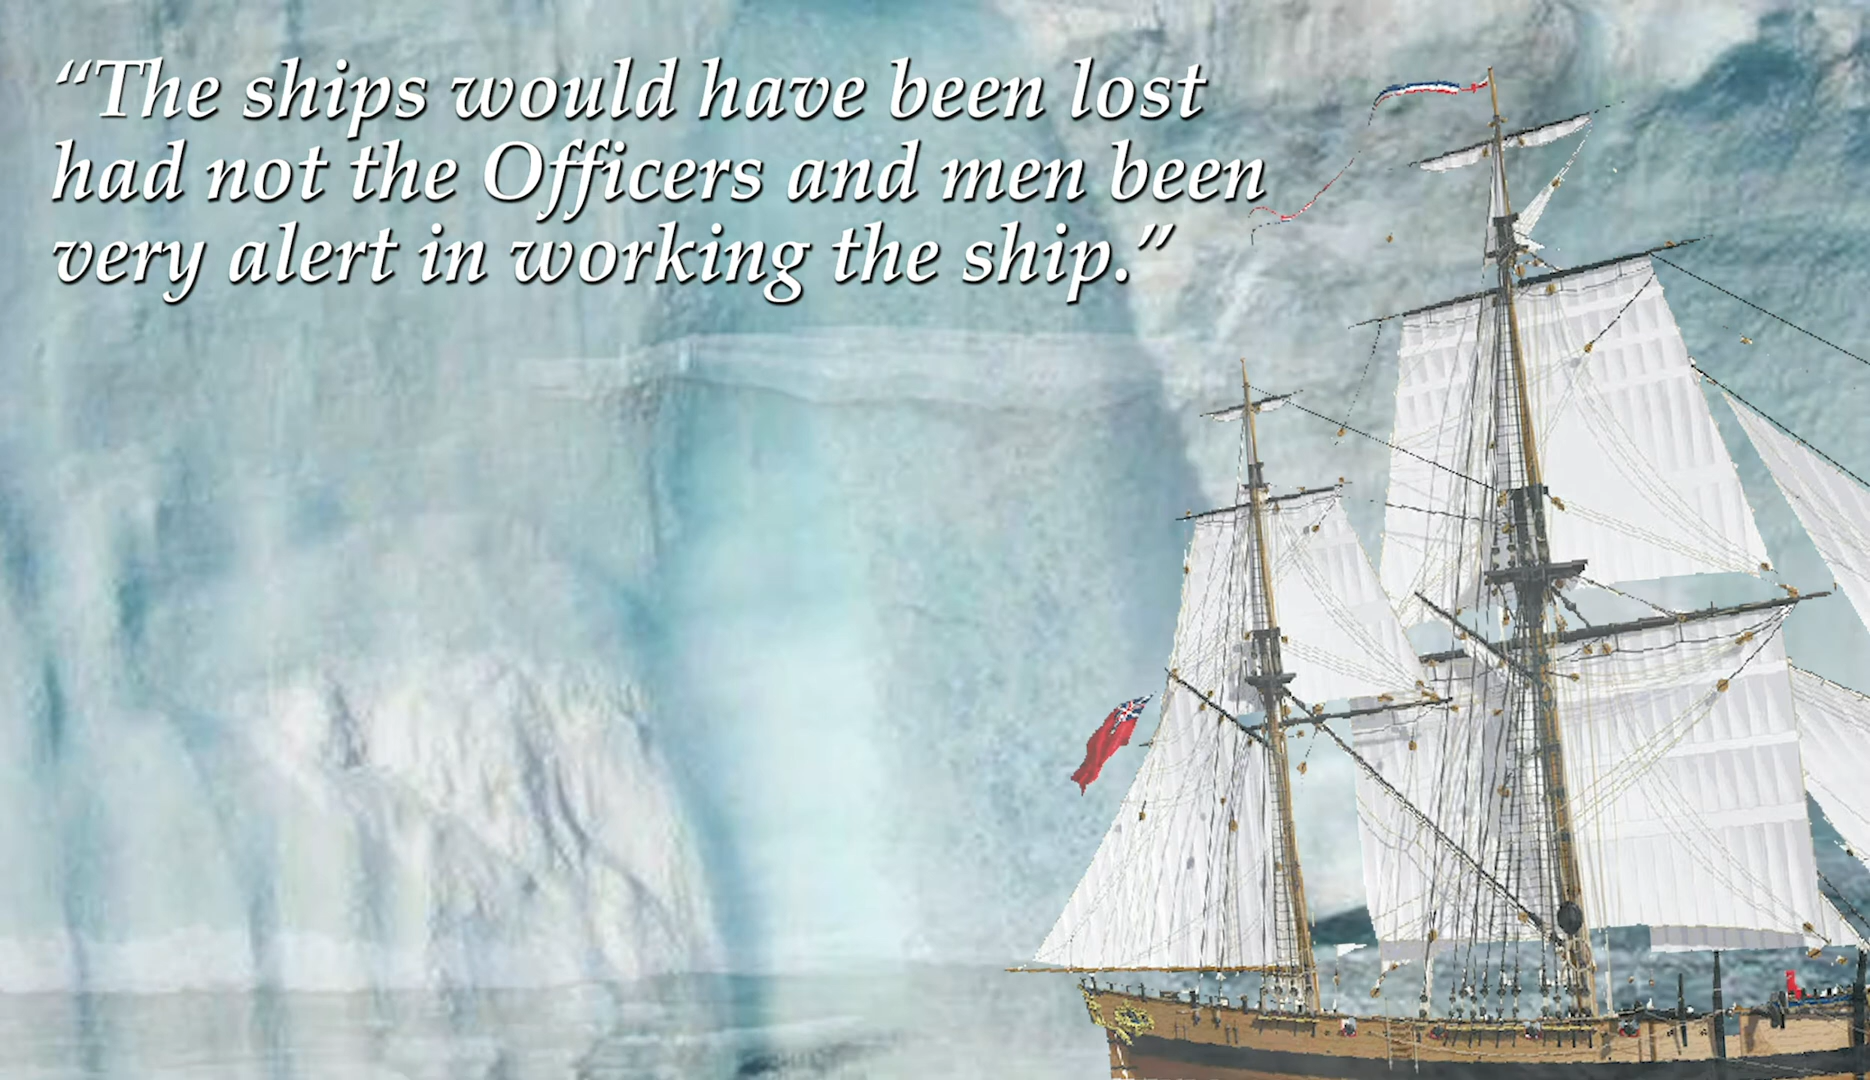 “The ships would have been lost
had not the Officers and men been
very alert in working the ship.”